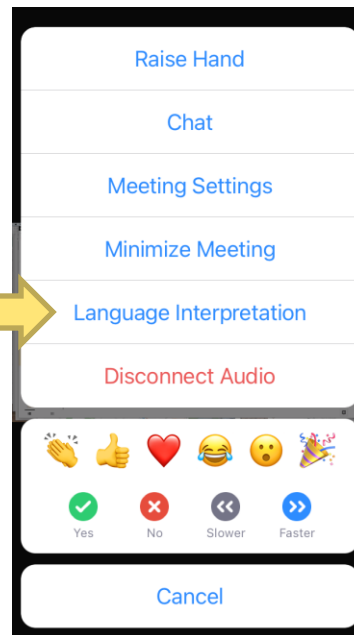 Raise Hand
Chat
Meeting Settings
Minimize Meeting
Language Interpretation
Disconnect Audio
Yes No Slower Faster
Cancel